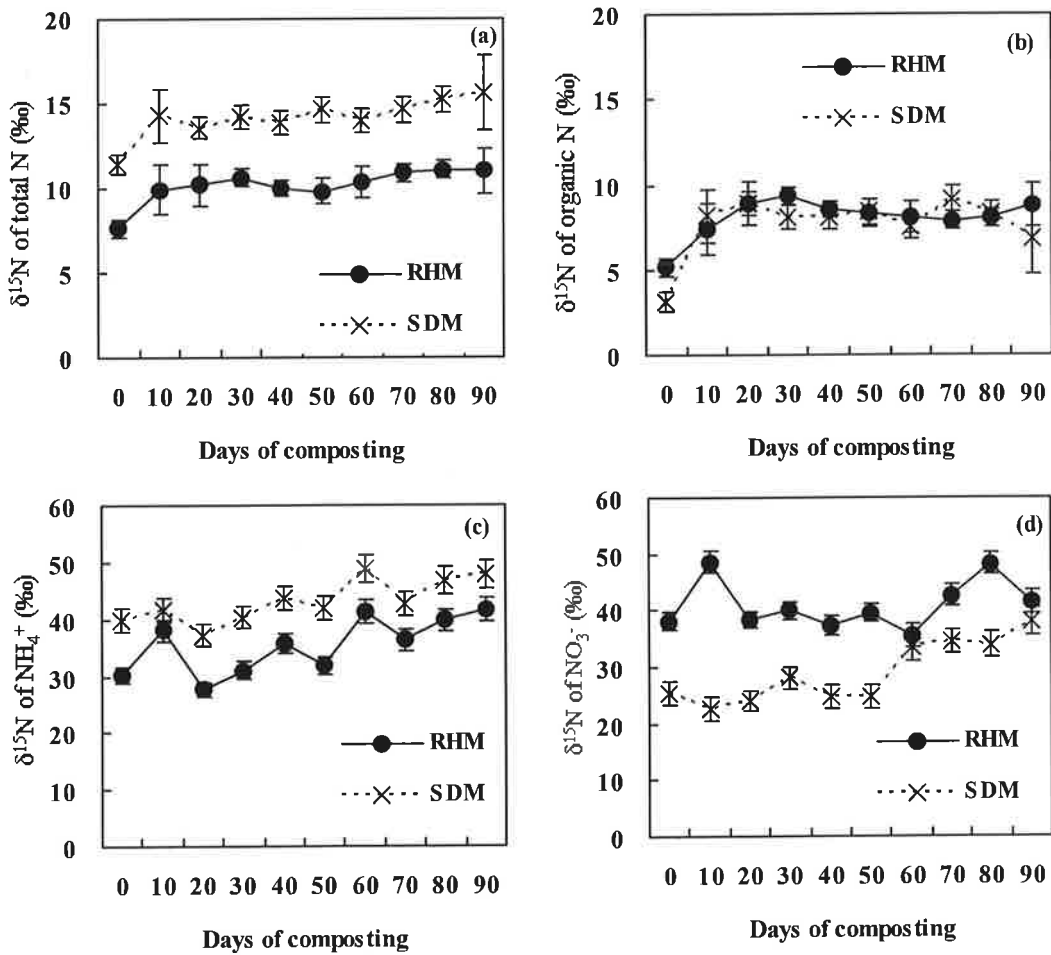 (a)
δ¹⁵N of total N (‰)
20
15
10
5
0
RHM
SDM
0 10 20 30 40 50 60 70 80 90
Days of composting
(b)
δ¹⁵N of organic N (‰)
20
15
10
5
0
RHM
SDM
0 10 20 30 40 50 60 70 80 90
Days of composting
(c)
δ¹⁵N of NH₄⁺ (‰)
60
50
40
30
20
10
0
RHM
SDM
0 10 20 30 40 50 60 70 80 90
Days of composting
(d)
δ¹⁵N of NO₃⁻ (‰)
60
50
40
30
20
10
0
RHM
SDM
0 10 20 30 40 50 60 70 80 90
Days of composting